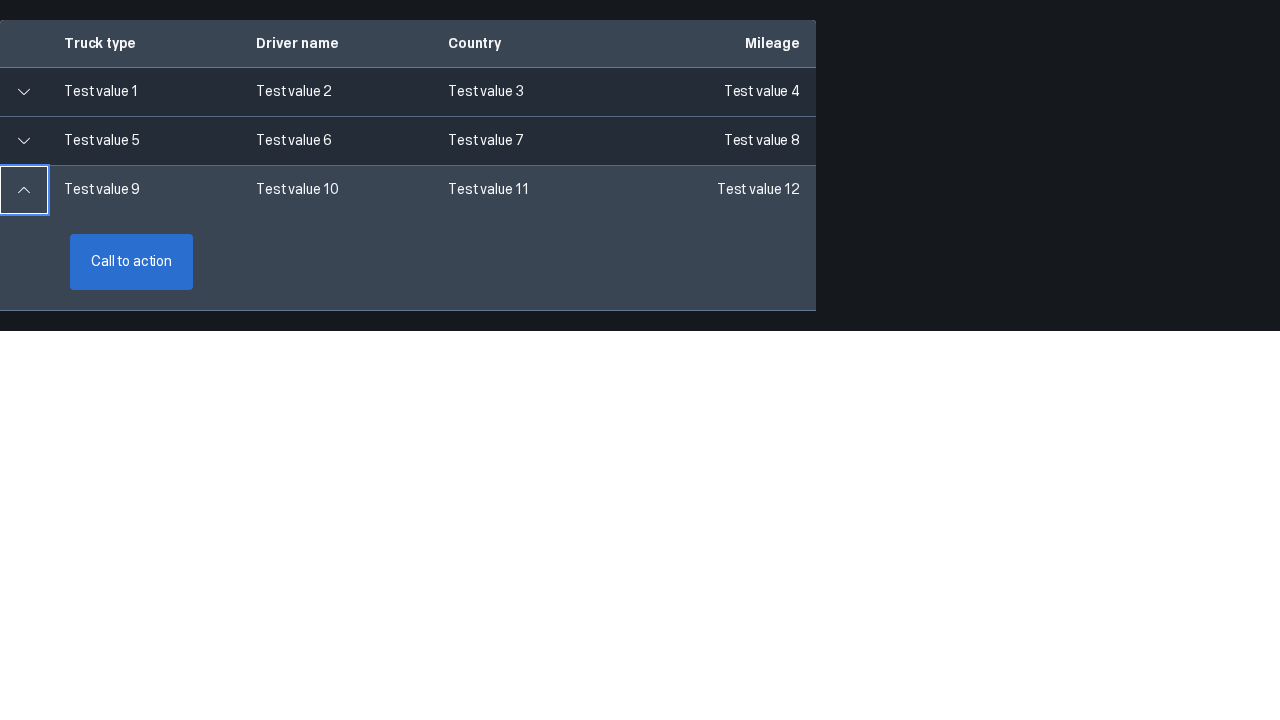 Truck type Driver name Country Mileage
Test value 1 Test value 2 Test value 3 Test value 4
Test value 5 Test value 6 Test value 7 Test value 8
Test value 9 Test value 10 Test value 11 Test value 12
Call to action